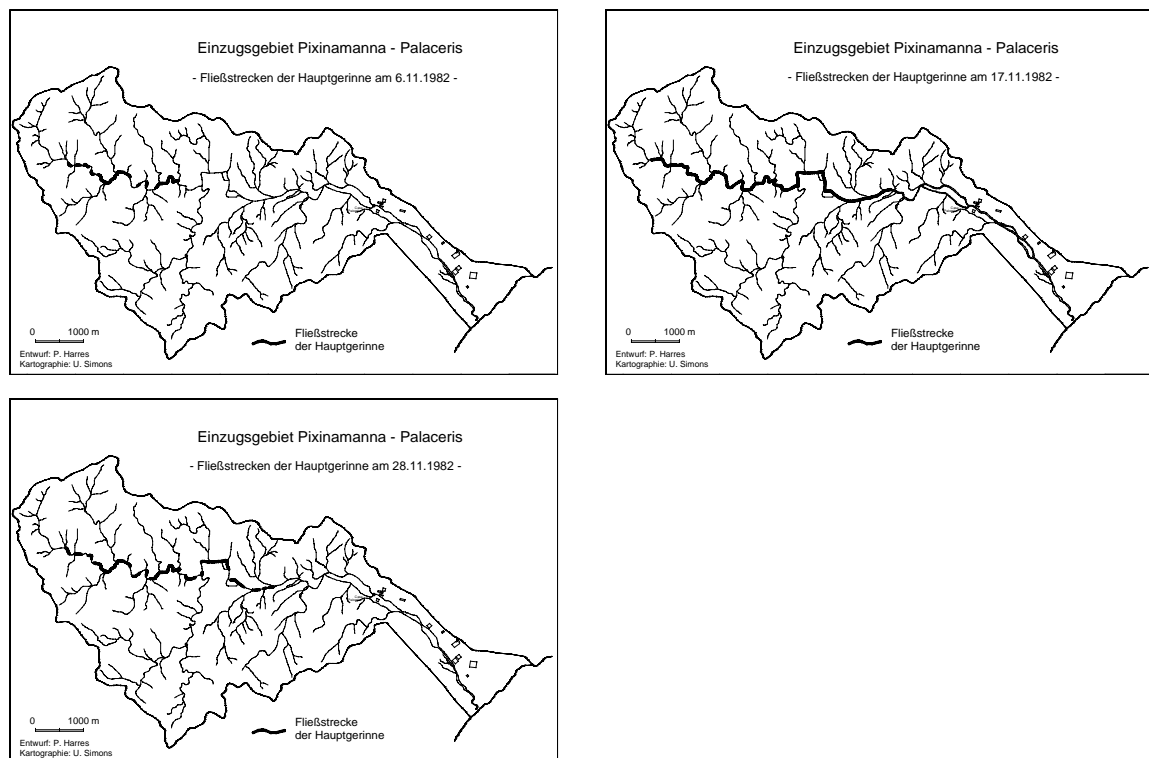 Einzugsgebiet Pixinamanna - Palaceris
- Fließstrecken der Hauptgerinne am 6.11.1982 -
0 1000 m
Entwurf: P. Harres
Kartographie: U. Simons
Fließstrecke
der Hauptgerinne
Einzugsgebiet Pixinamanna - Palaceris
- Fließstrecken der Hauptgerinne am 17.11.1982 -
0 1000 m
Entwurf: P. Harres
Kartographie: U. Simons
Fließstrecke
der Hauptgerinne
Einzugsgebiet Pixinamanna - Palaceris
- Fließstrecken der Hauptgerinne am 28.11.1982 -
0 1000 m
Entwurf: P. Harres
Kartographie: U. Simons
Fließstrecke
der Hauptgerinne